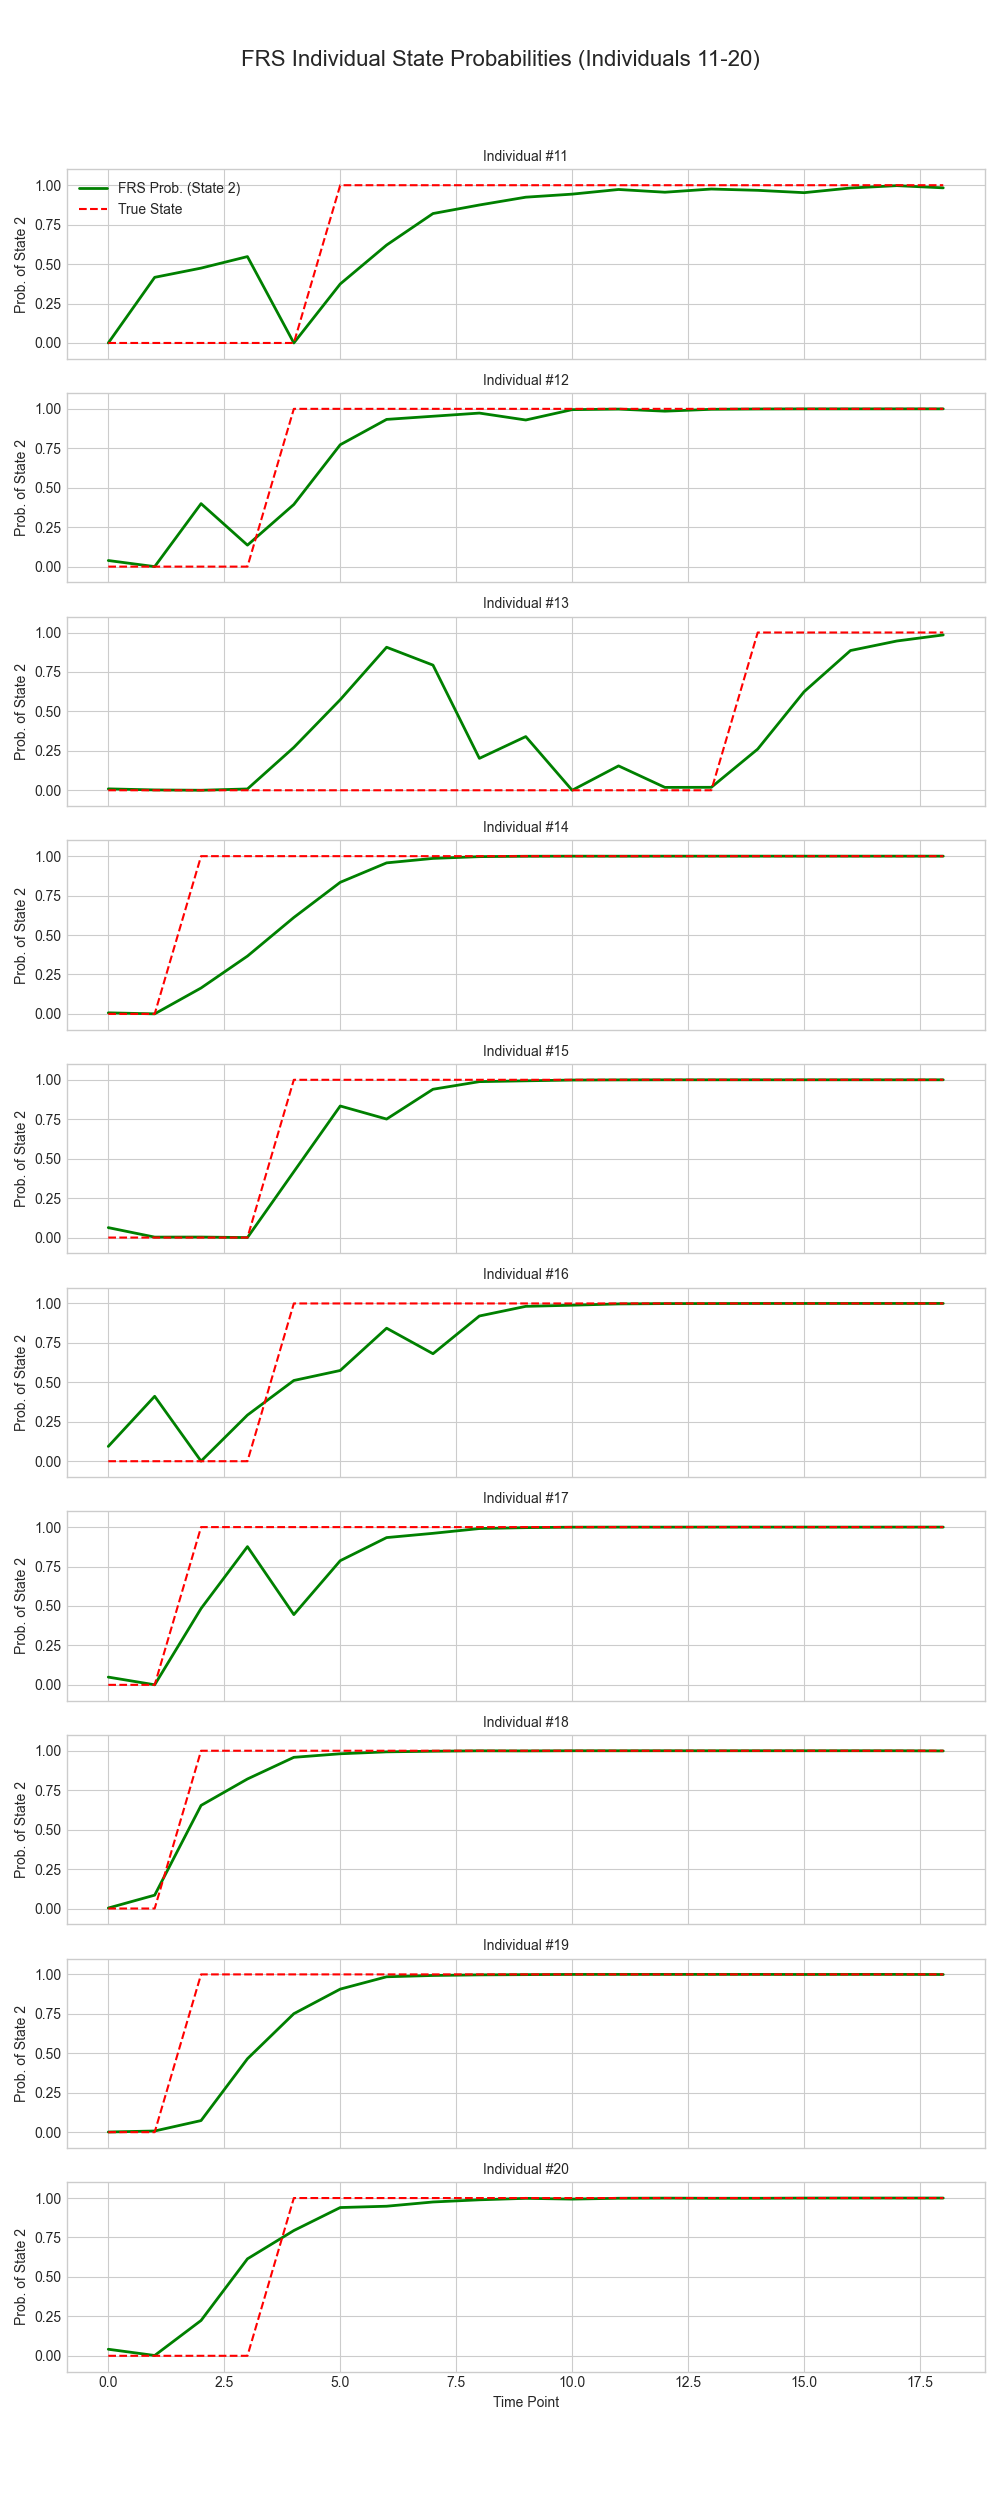 FRS Individual State Probabilities (Individuals 11-20)
Individual #11
FRS Prob. (State 2)
True State
Prob. of State 2
1.00
0.75
0.50
0.25
0.00
Individual #12
Prob. of State 2
1.00
0.75
0.50
0.25
0.00
Individual #13
Prob. of State 2
1.00
0.75
0.50
0.25
0.00
Individual #14
Prob. of State 2
1.00
0.75
0.50
0.25
0.00
Individual #15
Prob. of State 2
1.00
0.75
0.50
0.25
0.00
Individual #16
Prob. of State 2
1.00
0.75
0.50
0.25
0.00
Individual #17
Prob. of State 2
1.00
0.75
0.50
0.25
0.00
Individual #18
Prob. of State 2
1.00
0.75
0.50
0.25
0.00
Individual #19
Prob. of State 2
1.00
0.75
0.50
0.25
0.00
Individual #20
Prob. of State 2
1.00
0.75
0.50
0.25
0.00
0.0 2.5 5.0 7.5 10.0 12.5 15.0 17.5
Time Point